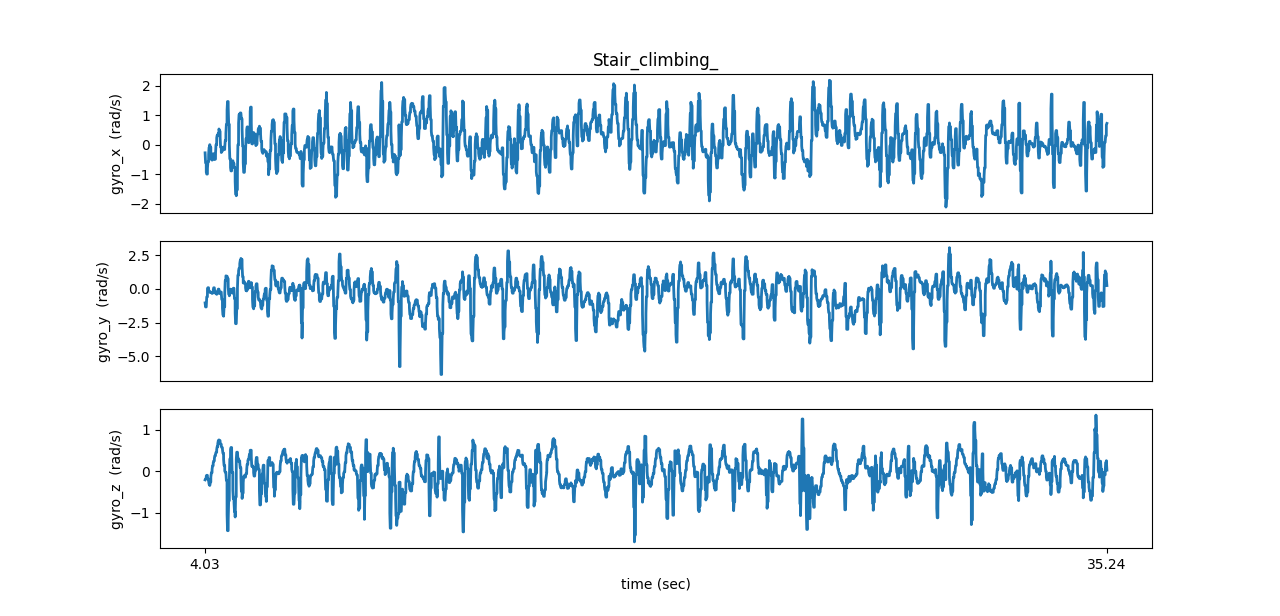 Stair_climbing_
gyro_x (rad/s)
2
1
0
−1
−2
gyro_y (rad/s)
2.5
0.0
−2.5
−5.0
gyro_z (rad/s)
1
0
−1
4.03
35.24
time (sec)